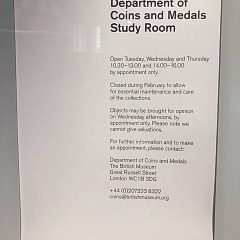 Department of
Coins and Medals
Study Room
Open Tuesday, Wednesday and Thursday
10.30–13.00 and 14.00–16.00
by appointment only.
Closed during February to allow
for essential maintenance and care
of the collections.
Objects may be brought for opinion
on Wednesday afternoons, by
appointment only. Please note we
cannot give valuations.
For further information and to make
an appointment, please contact:
Department of Coins and Medals
The British Museum
Great Russell Street
London WC1B 3DG
+44 (0)207323 8322
coins@britishmuseum.org